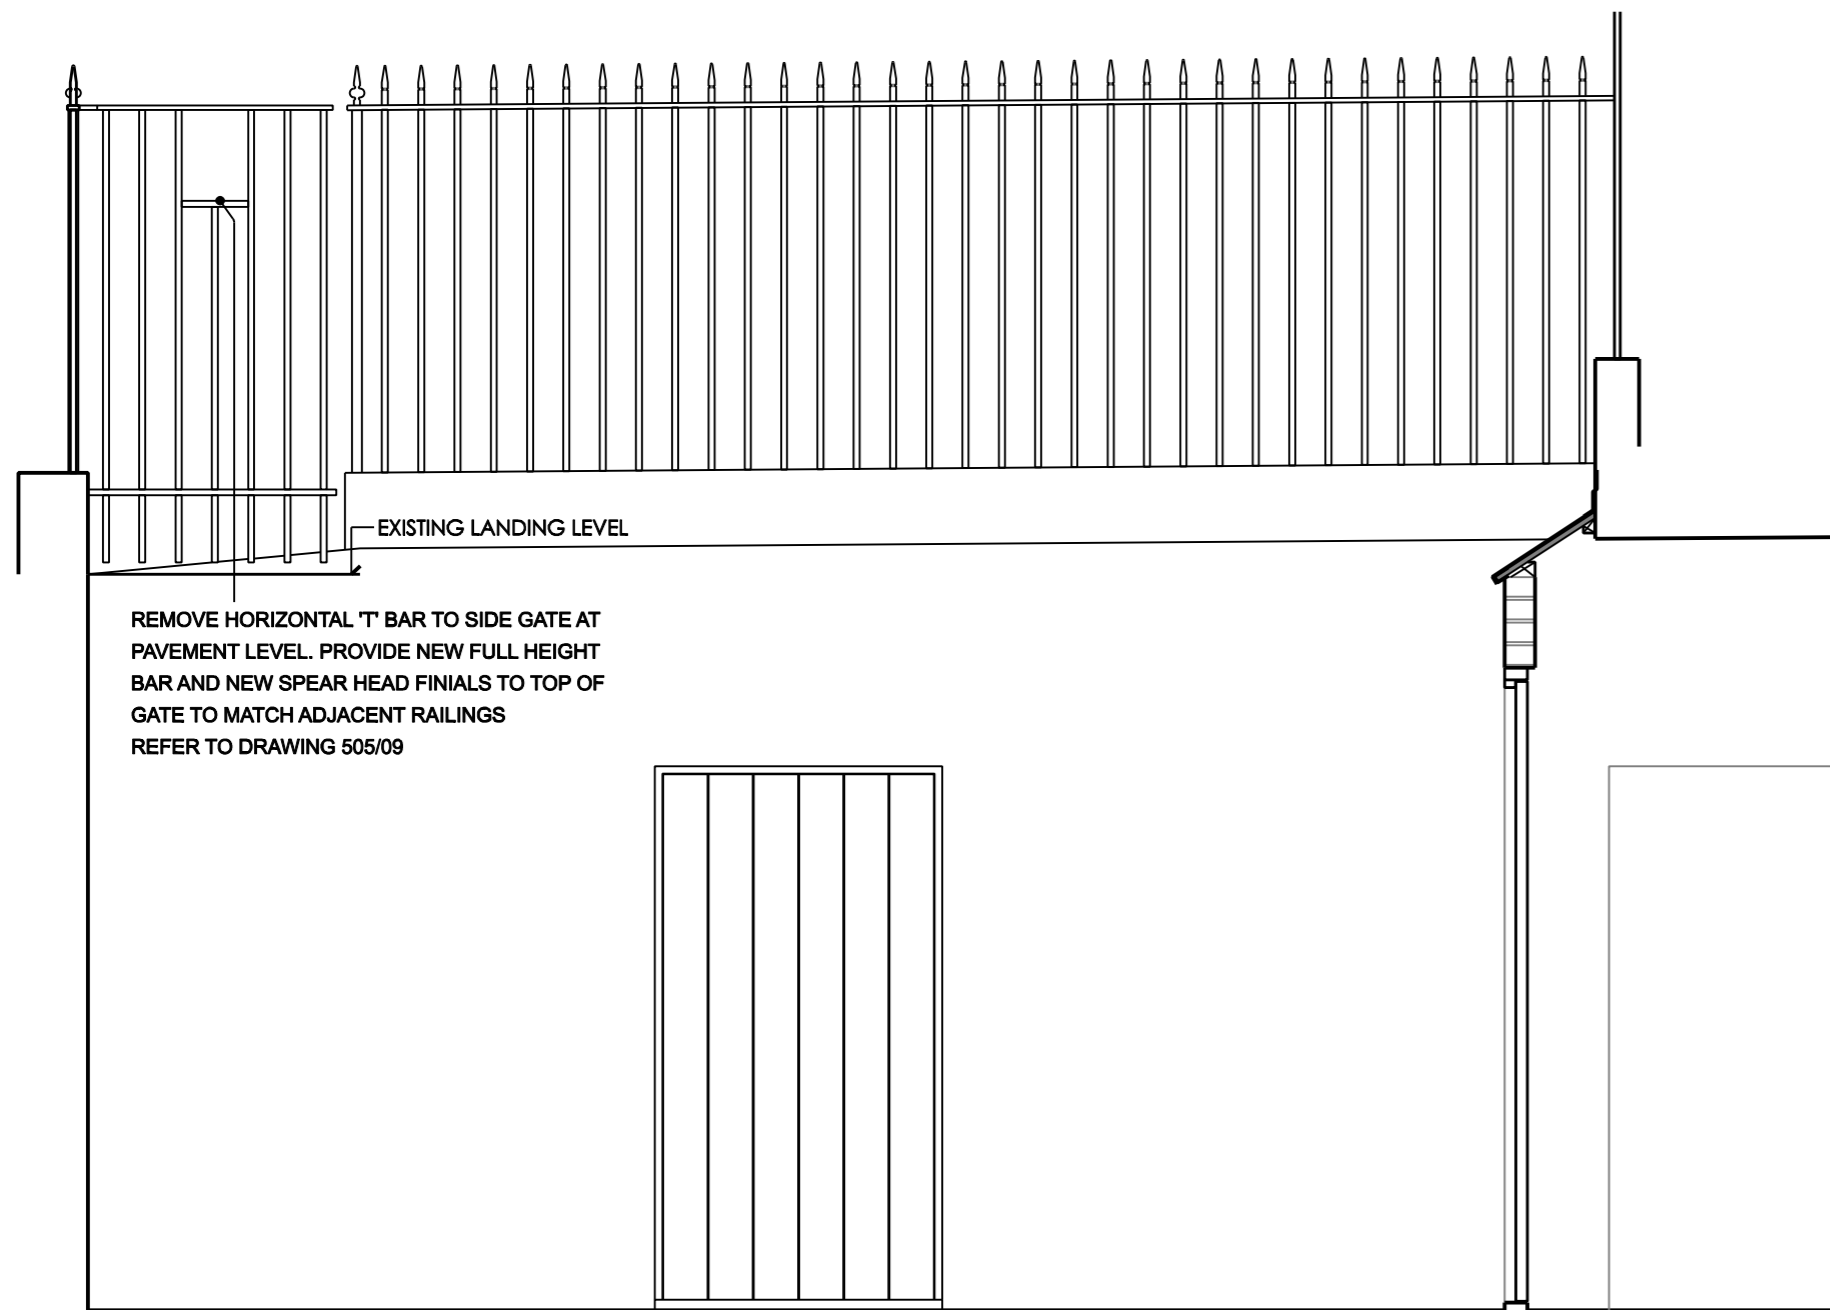 EXISTING LANDING LEVEL
REMOVE HORIZONTAL 'T' BAR TO SIDE GATE AT
PAVEMENT LEVEL. PROVIDE NEW FULL HEIGHT
BAR AND NEW SPEAR HEAD FINIALS TO TOP OF
GATE TO MATCH ADJACENT RAILINGS
REFER TO DRAWING 505/09